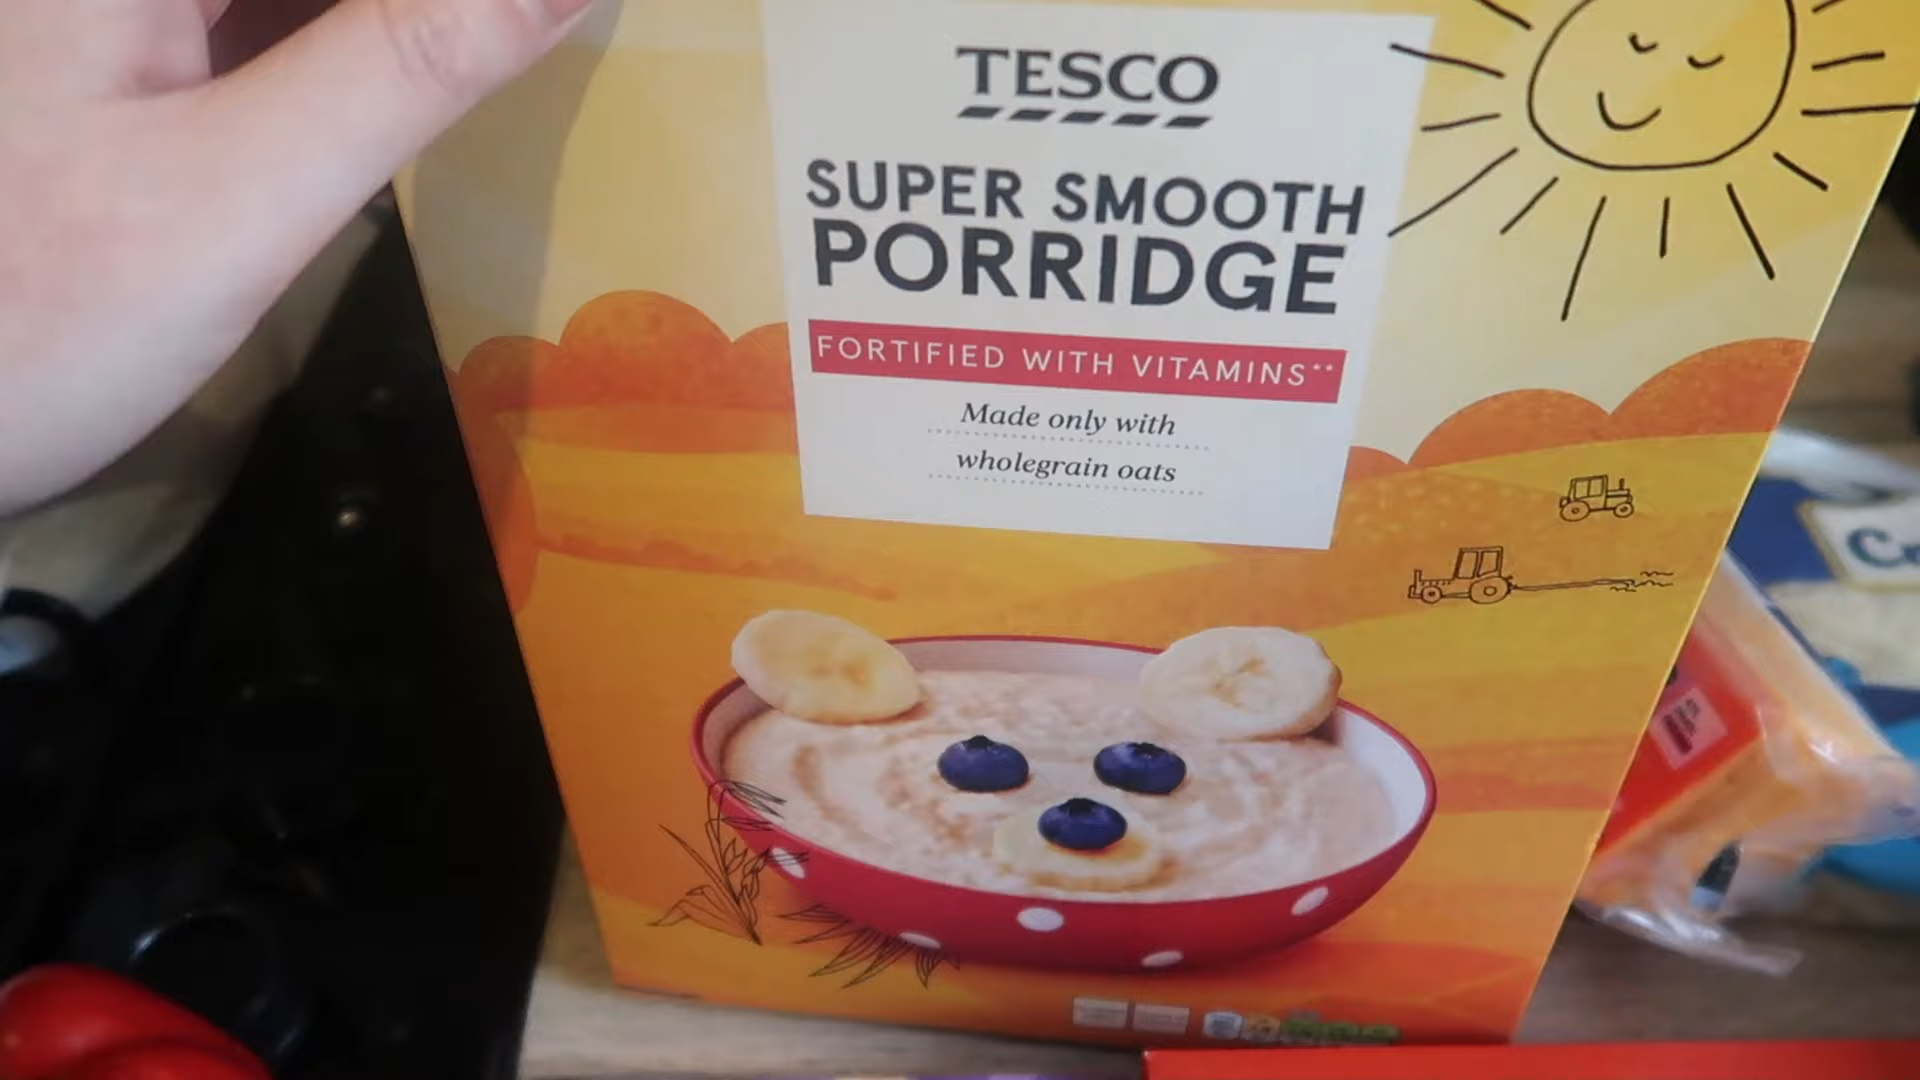 TESCO
SUPER SMOOTH
PORRIDGE
FORTIFIED WITH VITAMINS**
Made only with
wholegrain oats